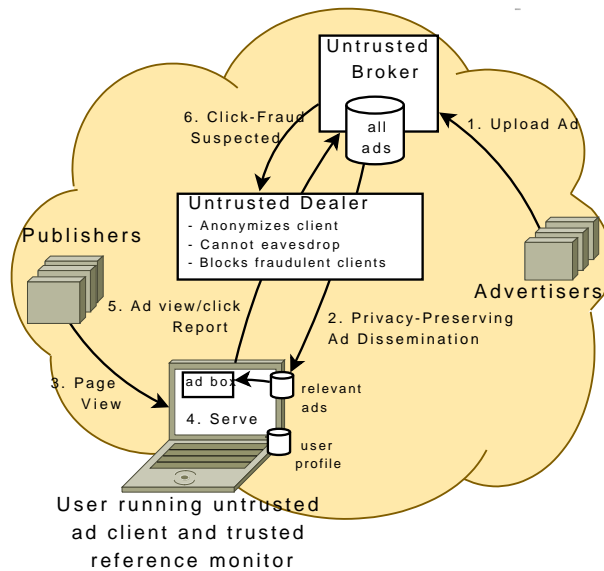 Untrusted
Broker
all
ads
1. Upload Ad
6. Click-Fraud
Suspected
Untrusted Dealer
- Anonymizes client
- Cannot eavesdrop
- Blocks fraudulent clients
Publishers
Advertisers
5. Ad view/click
Report
2. Privacy-Preserving
Ad Dissemination
3. Page
View
ad box
4. Serve
relevant
ads
user
profile
User running untrusted
ad client and trusted
reference monitor